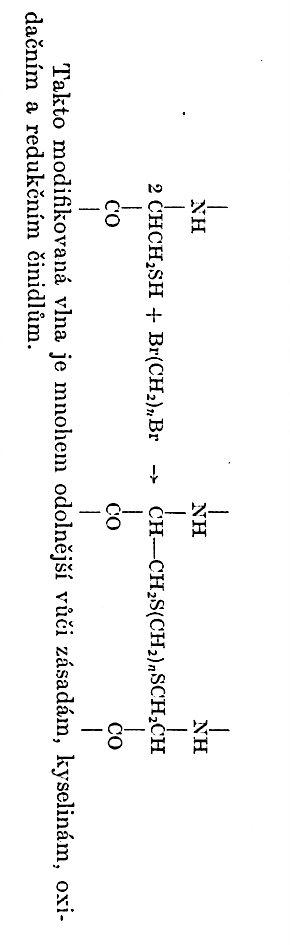 NH NH NH
2 CHCH₂SH + Br(CH₂)ₙBr → CH—CH₂S(CH₂)ₙSCH₂CH
CO CO CO
Takto modifikovaná vlna je mnohem odolnější vůči zásadám, kyselinám, oxi-
dačním a redukčním činidlům.